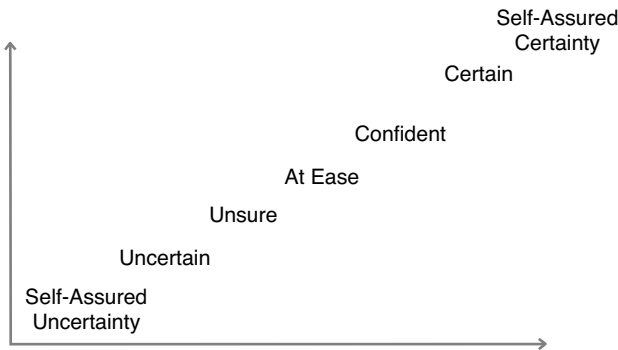 Self-Assured
Certainty
Certain
Confident
At Ease
Unsure
Uncertain
Self-Assured
Uncertainty